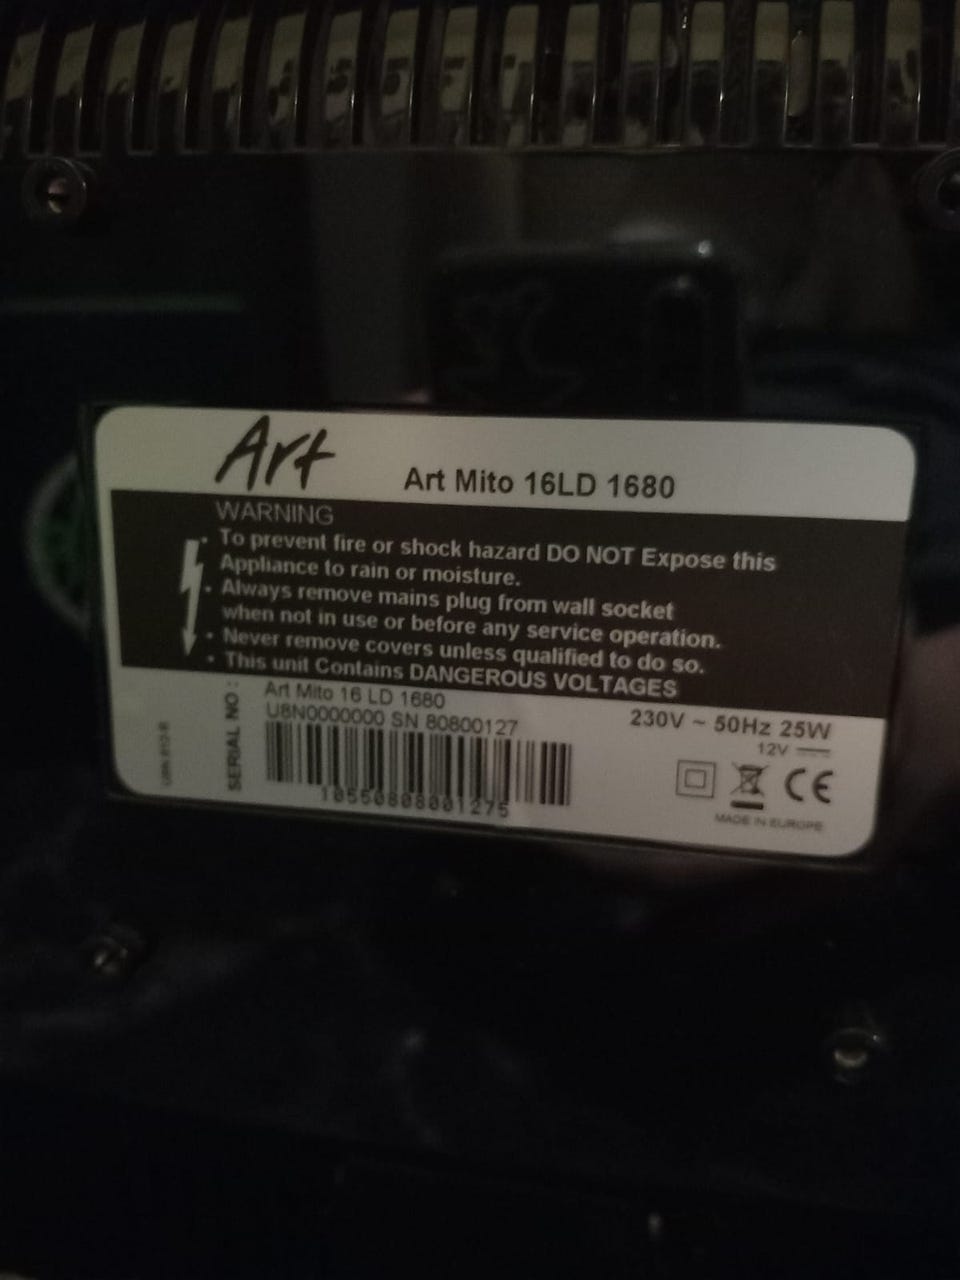 Art
Art Mito 16LD 1680
WARNING
• To prevent fire or shock hazard DO NOT Expose this
Appliance to rain or moisture.
• Always remove mains plug from wall socket
when not in use or before any service operation.
• Never remove covers unless qualified to do so.
• This unit Contains DANGEROUS VOLTAGES
SERIAL NO :
Art Mito 16 LD 1680
U8N0000000 SN 80800127
10550808001275
230V ~ 50Hz 25W
12V
CE
MADE IN EUROPE